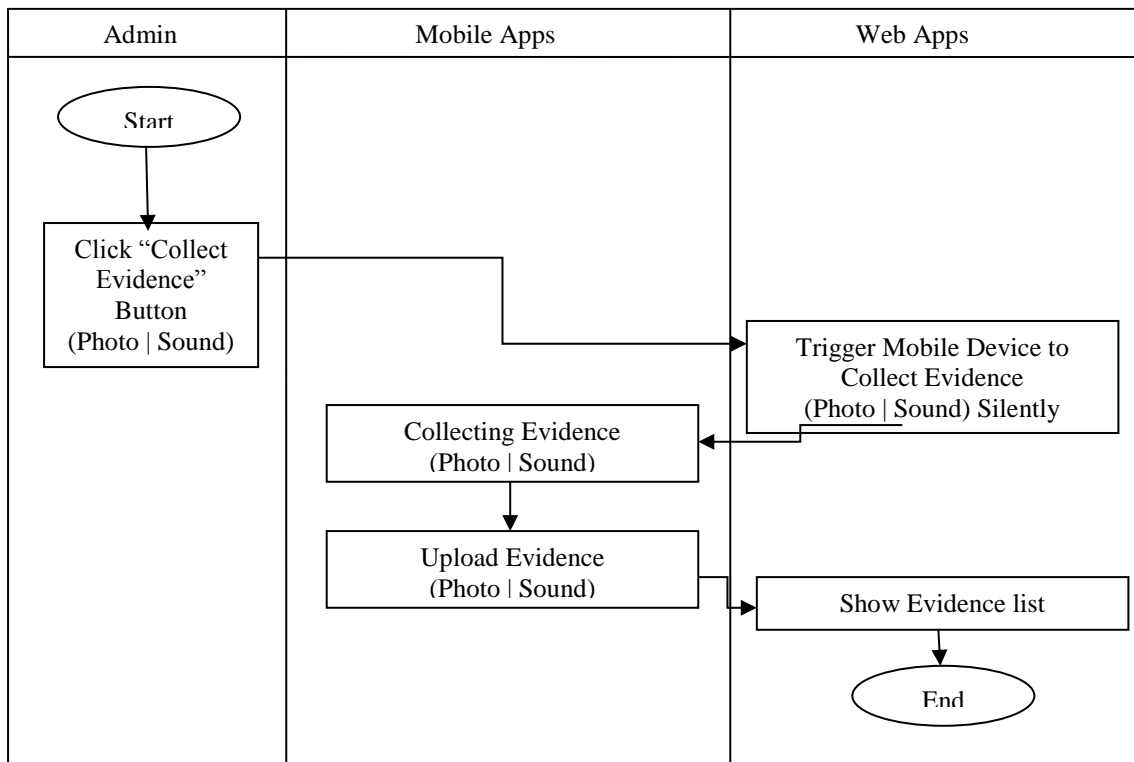 Admin
Mobile Apps
Web Apps
Start
Click “Collect
Evidence”
Button
(Photo | Sound)
Trigger Mobile Device to
Collect Evidence
(Photo | Sound) Silently
Collecting Evidence
(Photo | Sound)
Upload Evidence
(Photo | Sound)
Show Evidence list
End